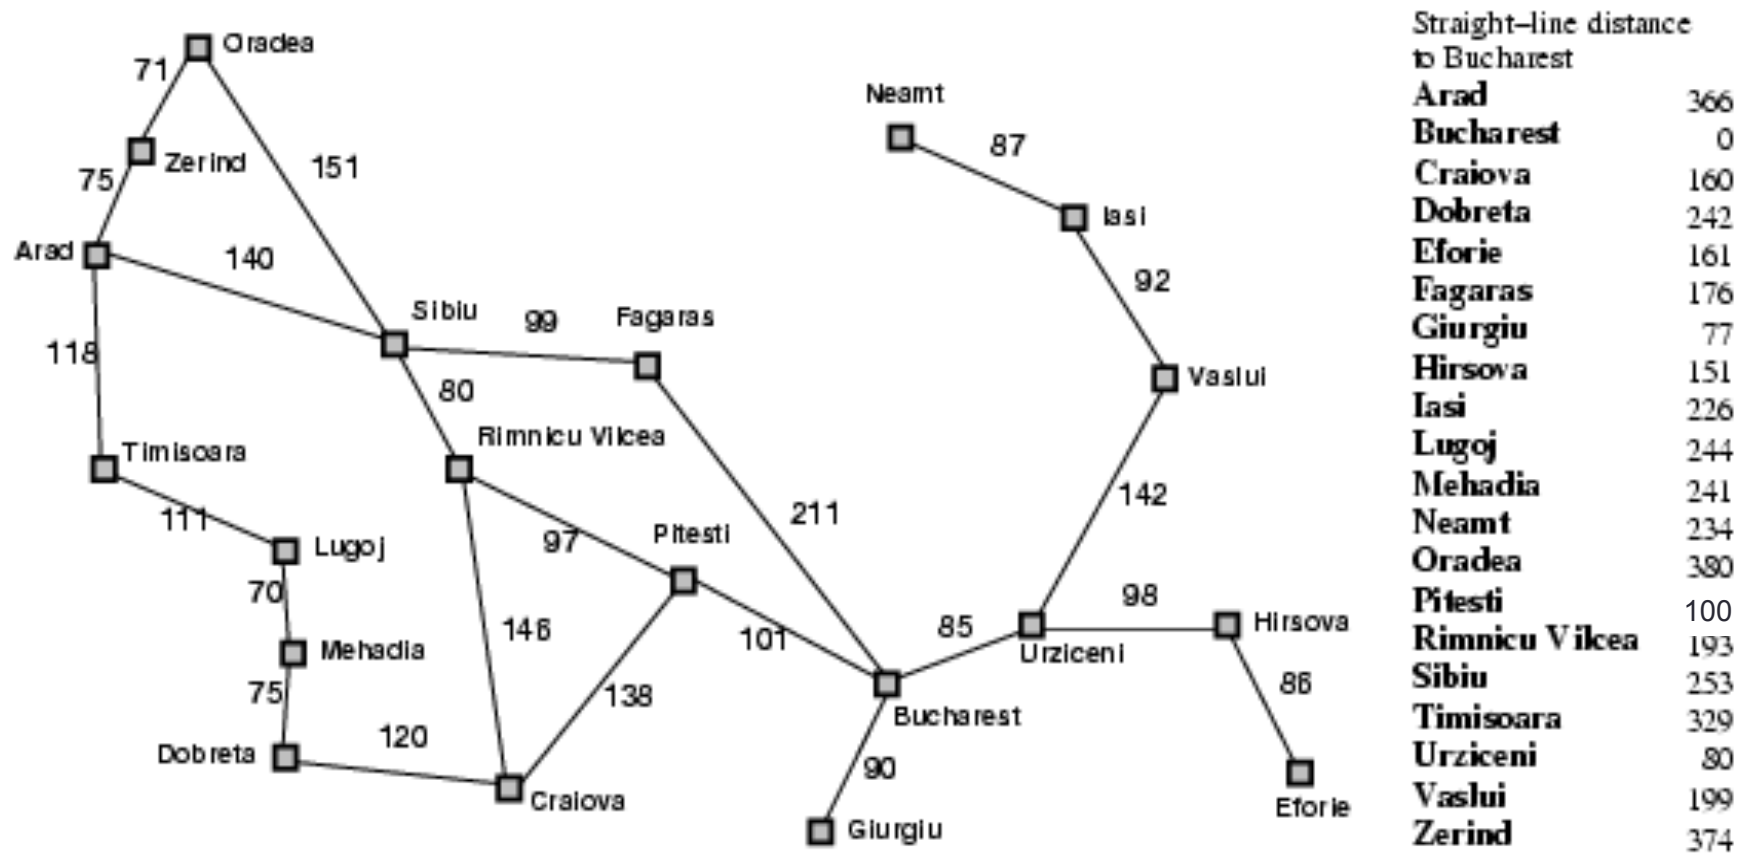 Oradea
71
Neamt
Zerind
151
87
75
Arad
140
Iasi
92
Sibiu
99
Fagaras
118
80
Vaslui
Rimnicu Vilcea
Timisoara
142
111
211
Lugoj
97
Pitesti
70
98
Hirsova
146
85
101
Mehadia
Urziceni
86
75
138
Bucharest
Dobreta
120
90
Craiova
Giurgiu
Eforie
Straight–line distance
to Bucharest
Arad 366
Bucharest 0
Craiova 160
Dobreta 242
Eforie 161
Fagaras 176
Giurgiu 77
Hirsova 151
Iasi 226
Lugoj 244
Mehadia 241
Neamt 234
Oradea 380
Pitesti 100
Rimnicu Vilcea 193
Sibiu 253
Timisoara 329
Urziceni 80
Vaslui 199
Zerind 374